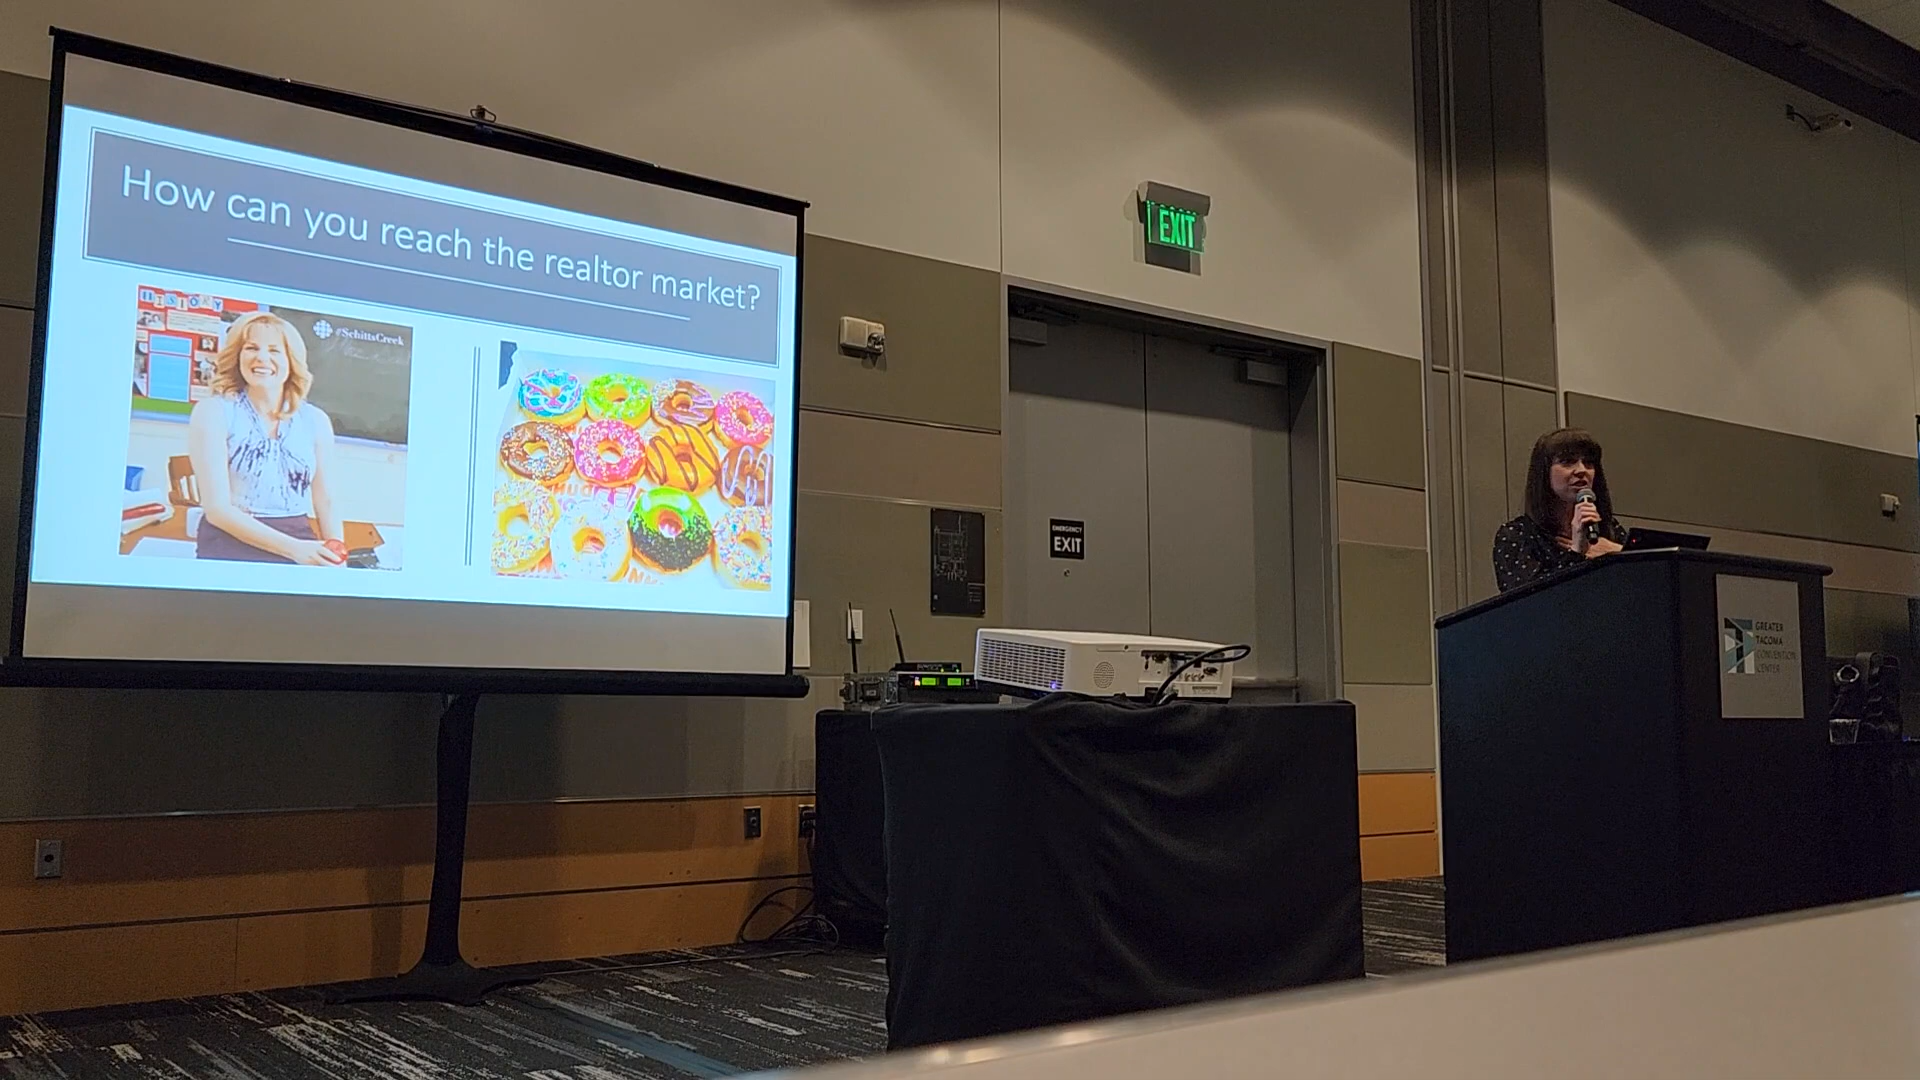 How can you reach the realtor market?
HISTORY
#SchittsCreek
EXIT
EMERGENCY
EXIT
GREATER
TACOMA
CONVENTION
CENTER